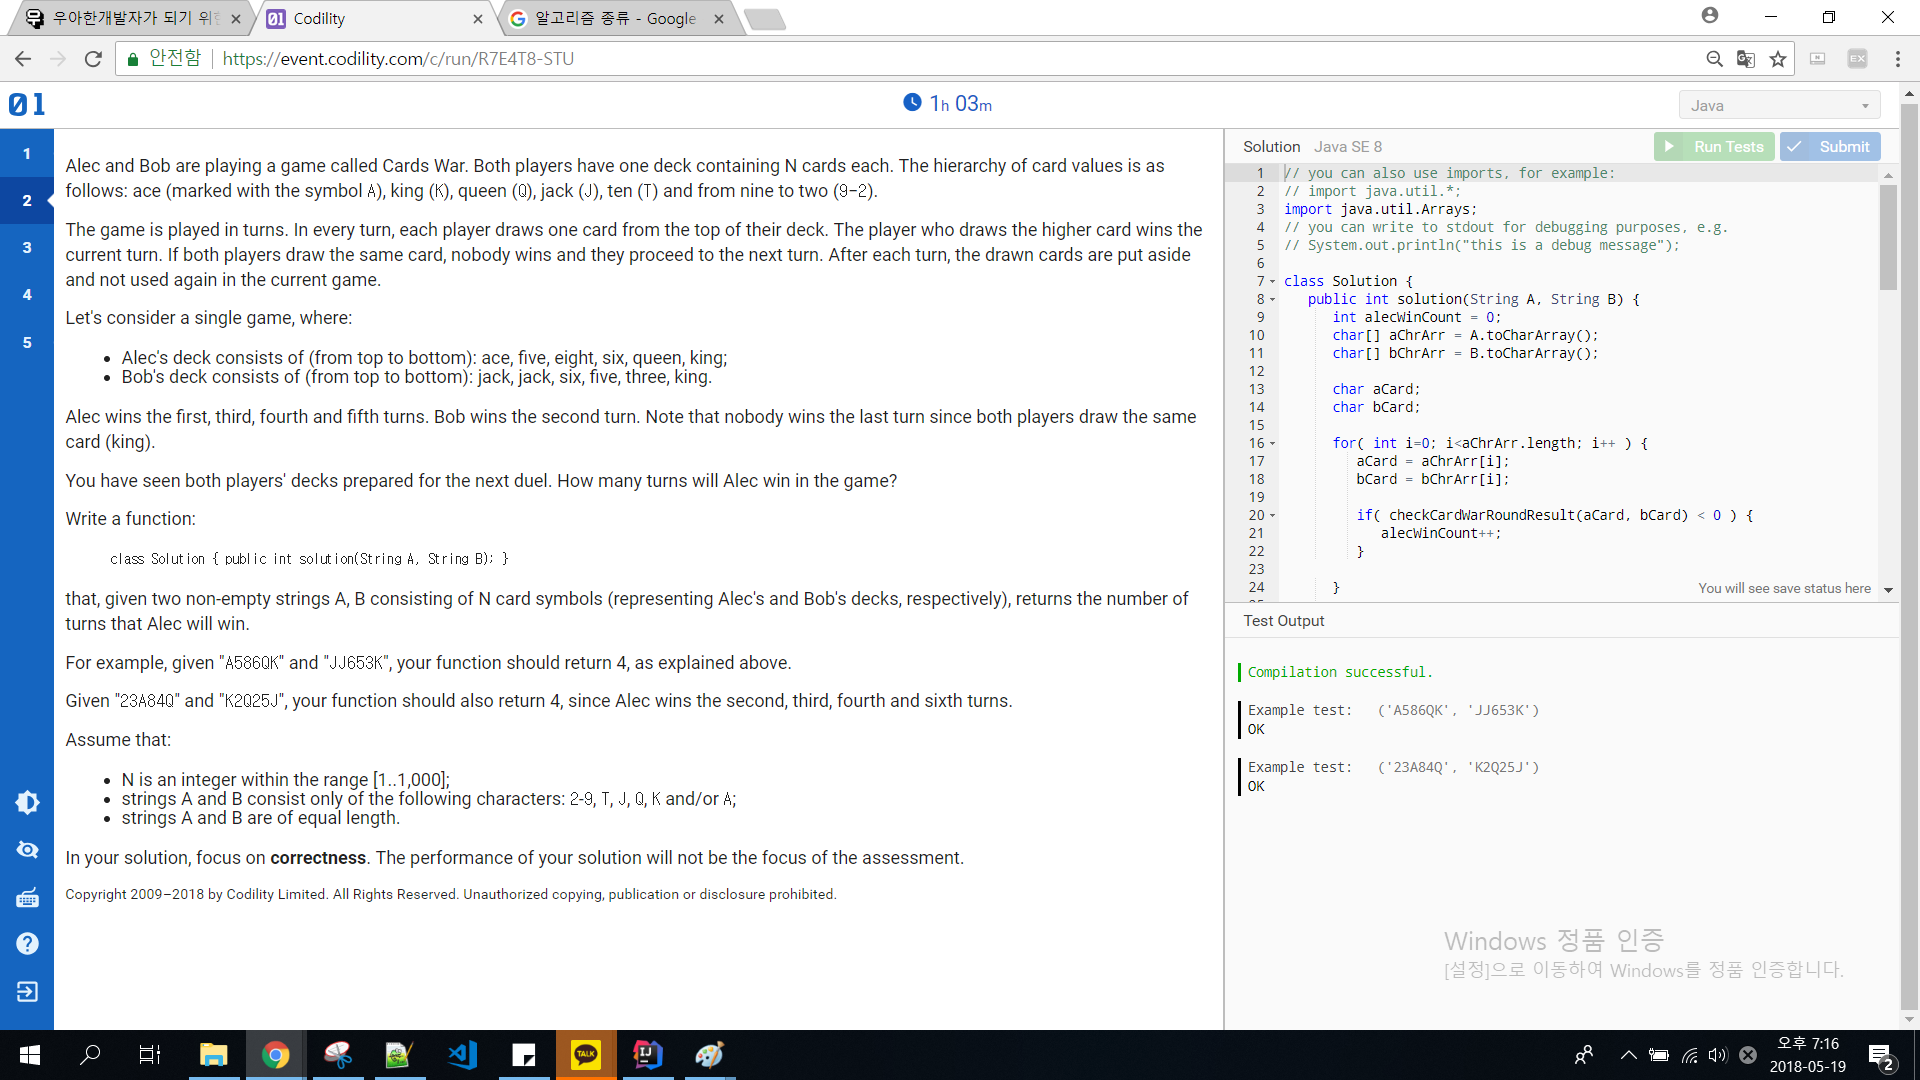 우아한개발자가 되기 위한
Codility
알고리즘 종류 - Google
안전함
https://event.codility.com/c/run/R7E4T8-STU
EX
01
1h 03m
Java
1
2
3
4
5
Alec and Bob are playing a game called Cards War. Both players have one deck containing N cards each. The hierarchy of card values is as
follows: ace (marked with the symbol A), king (K), queen (Q), jack (J), ten (T) and from nine to two (9-2).
The game is played in turns. In every turn, each player draws one card from the top of their deck. The player who draws the higher card wins the
current turn. If both players draw the same card, nobody wins and they proceed to the next turn. After each turn, the drawn cards are put aside
and not used again in the current game.
Let's consider a single game, where:
• Alec's deck consists of (from top to bottom): ace, five, eight, six, queen, king;
• Bob's deck consists of (from top to bottom): jack, jack, six, five, three, king.
Alec wins the first, third, fourth and fifth turns. Bob wins the second turn. Note that nobody wins the last turn since both players draw the same
card (king).
You have seen both players' decks prepared for the next duel. How many turns will Alec win in the game?
Write a function:
class Solution { public int solution(String A, String B); }
that, given two non-empty strings A, B consisting of N card symbols (representing Alec's and Bob's decks, respectively), returns the number of
turns that Alec will win.
For example, given "A586QK" and "JJ653K", your function should return 4, as explained above.
Given "23A84Q" and "K2Q25J", your function should also return 4, since Alec wins the second, third, fourth and sixth turns.
Assume that:
• N is an integer within the range [1..1,000];
• strings A and B consist only of the following characters: 2-9, T, J, Q, K and/or A;
• strings A and B are of equal length.
In your solution, focus on correctness. The performance of your solution will not be the focus of the assessment.
Copyright 2009–2018 by Codility Limited. All Rights Reserved. Unauthorized copying, publication or disclosure prohibited.
Solution Java SE 8
Run Tests
Submit
1 // you can also use imports, for example:
2 // import java.util.*;
3 import java.util.Arrays;
4 // you can write to stdout for debugging purposes, e.g.
5 // System.out.println("this is a debug message");
6
7 class Solution {
8 public int solution(String A, String B) {
9 int alecWinCount = 0;
10 char[] aChrArr = A.toCharArray();
11 char[] bChrArr = B.toCharArray();
12
13 char aCard;
14 char bCard;
15
16 for( int i=0; i<aChrArr.length; i++ ) {
17 aCard = aChrArr[i];
18 bCard = bChrArr[i];
19
20 if( checkCardWarRoundResult(aCard, bCard) < 0 ) {
21 alecWinCount++;
22 }
23
24 }
You will see save status here
Test Output
Compilation successful.
Example test: ('A586QK', 'JJ653K')
OK
Example test: ('23A84Q', 'K2Q25J')
OK
Windows 정품 인증
[설정]으로 이동하여 Windows를 정품 인증합니다.
TALK
IJ
오후 7:16
2018-05-19
2